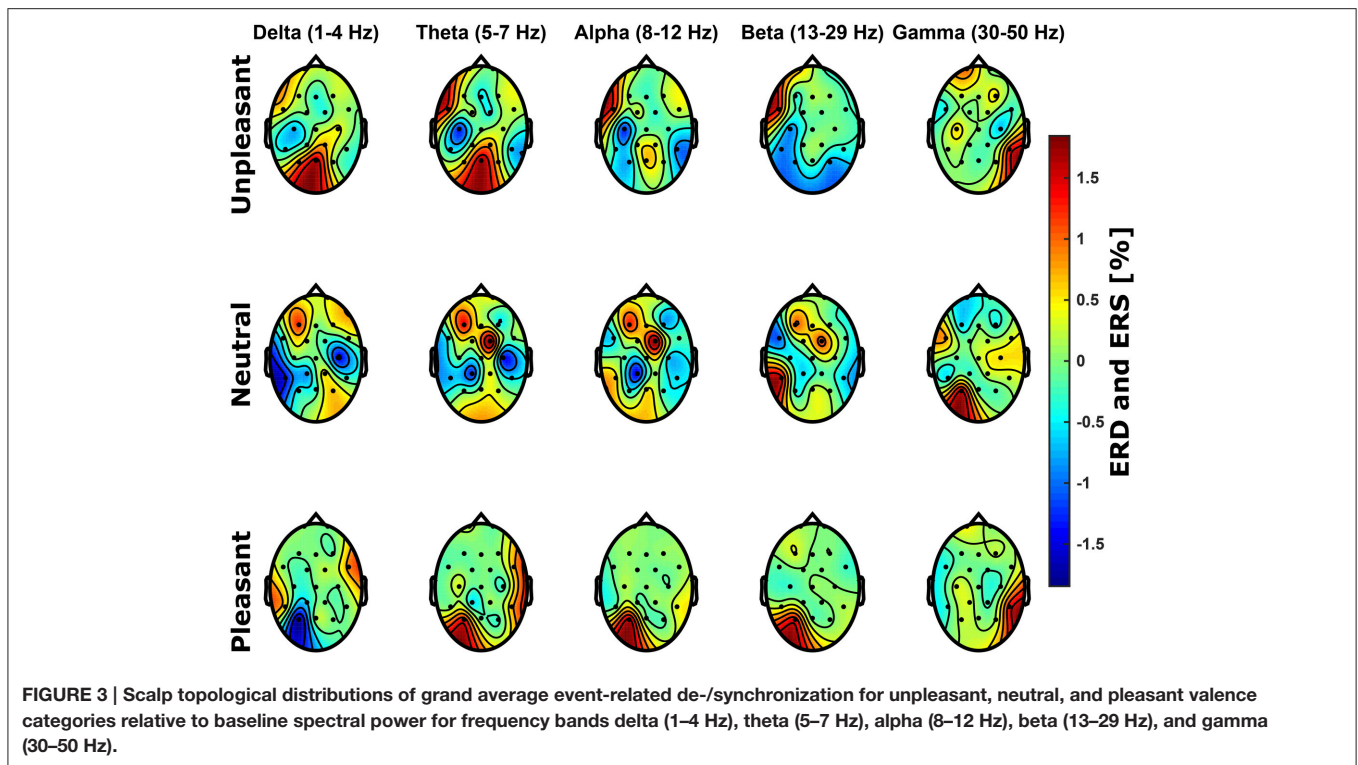 Delta (1-4 Hz) Theta (5-7 Hz) Alpha (8-12 Hz) Beta (13-29 Hz) Gamma (30-50 Hz)
Unpleasant
Neutral
Pleasant
1.5
1
0.5
0
-0.5
-1
-1.5
ERD and ERS [%]
FIGURE 3 | Scalp topological distributions of grand average event-related de-/synchronization for unpleasant, neutral, and pleasant valence
categories relative to baseline spectral power for frequency bands delta (1–4 Hz), theta (5–7 Hz), alpha (8–12 Hz), beta (13–29 Hz), and gamma
(30–50 Hz).